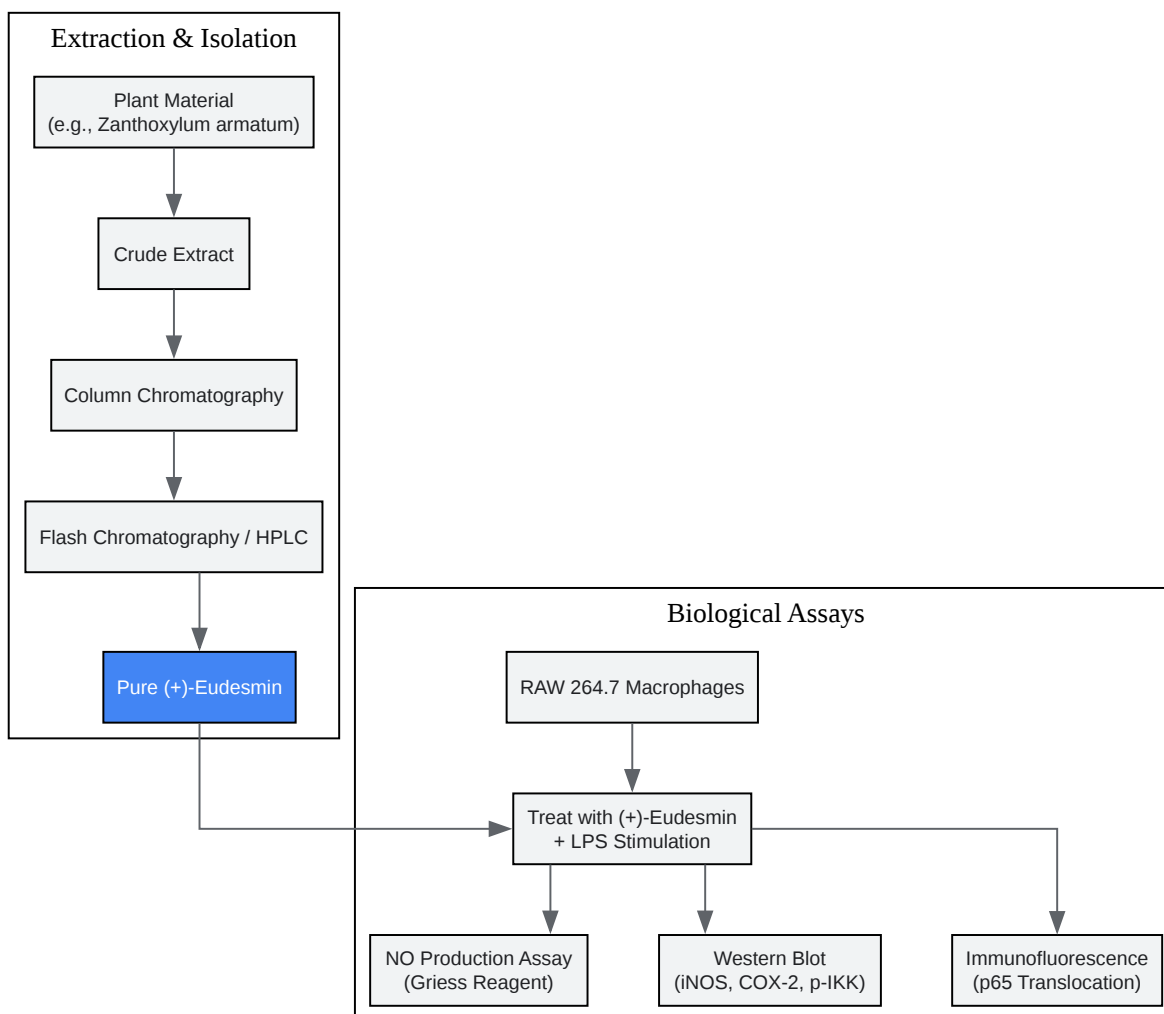 Extraction & Isolation
Plant Material
(e.g., Zanthoxylum armatum)
Crude Extract
Column Chromatography
Flash Chromatography / HPLC
Pure (+)-Eudesmin
Biological Assays
RAW 264.7 Macrophages
Treat with (+)-Eudesmin
+ LPS Stimulation
NO Production Assay
(Griess Reagent)
Western Blot
(iNOS, COX-2, p-IKK)
Immunofluorescence
(p65 Translocation)